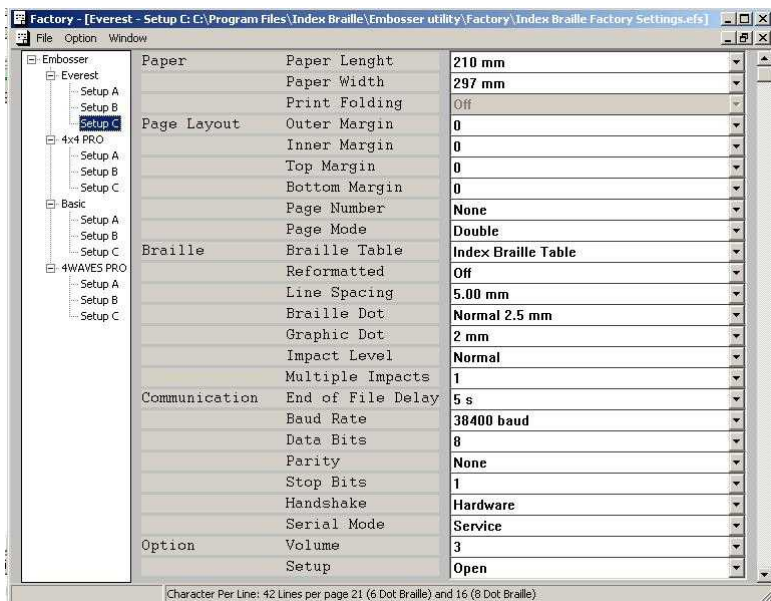 Factory - [Everest - Setup C: C:\Program Files\Index Braille\Embosser utility\Factory\Index Braille Factory Settings.efs]
File Option Window
Embosser
Everest
Setup A
Setup B
Setup C
4x4 PRO
Setup A
Setup B
Setup C
Basic
Setup A
Setup B
Setup C
4WAVES PRO
Setup A
Setup B
Setup C
Paper Paper Lenght 210 mm
Paper Width 297 mm
Print Folding Off
Page Layout Outer Margin 0
Inner Margin 0
Top Margin 0
Bottom Margin 0
Page Number None
Page Mode Double
Braille Braille Table Index Braille Table
Reformatted Off
Line Spacing 5.00 mm
Braille Dot Normal 2.5 mm
Graphic Dot 2 mm
Impact Level Normal
Multiple Impacts 1
Communication End of File Delay 5 s
Baud Rate 38400 baud
Data Bits 8
Parity None
Stop Bits 1
Handshake Hardware
Serial Mode Service
Option Volume 3
Setup Open
Character Per Line: 42 Lines per page 21 (6 Dot Braille) and 16 (8 Dot Braille)